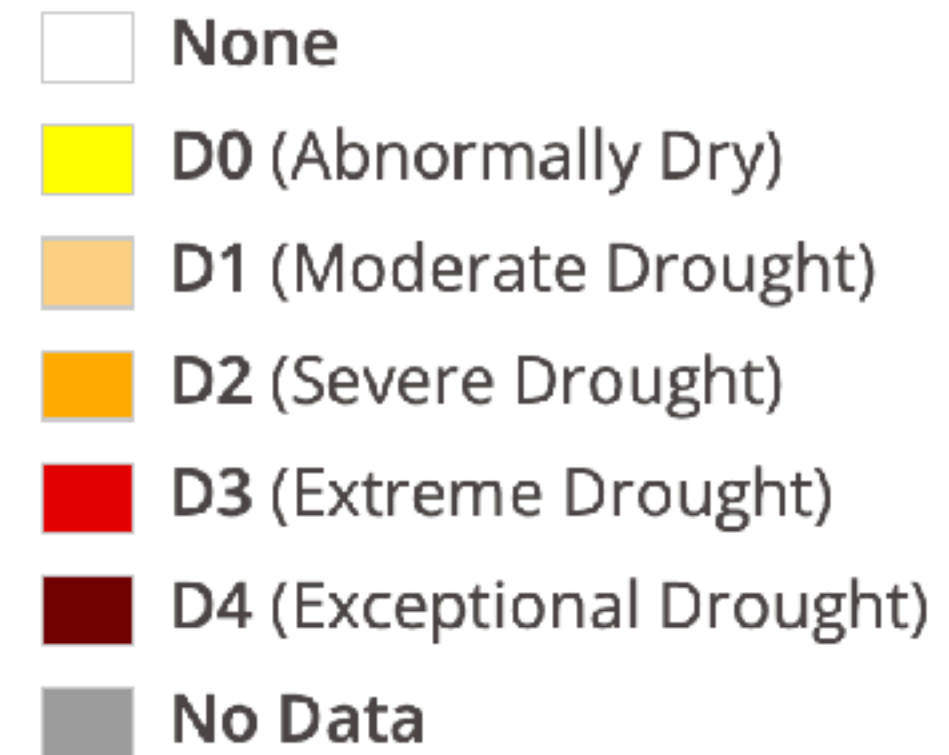 None
D0 (Abnormally Dry)
D1 (Moderate Drought)
D2 (Severe Drought)
D3 (Extreme Drought)
D4 (Exceptional Drought)
No Data